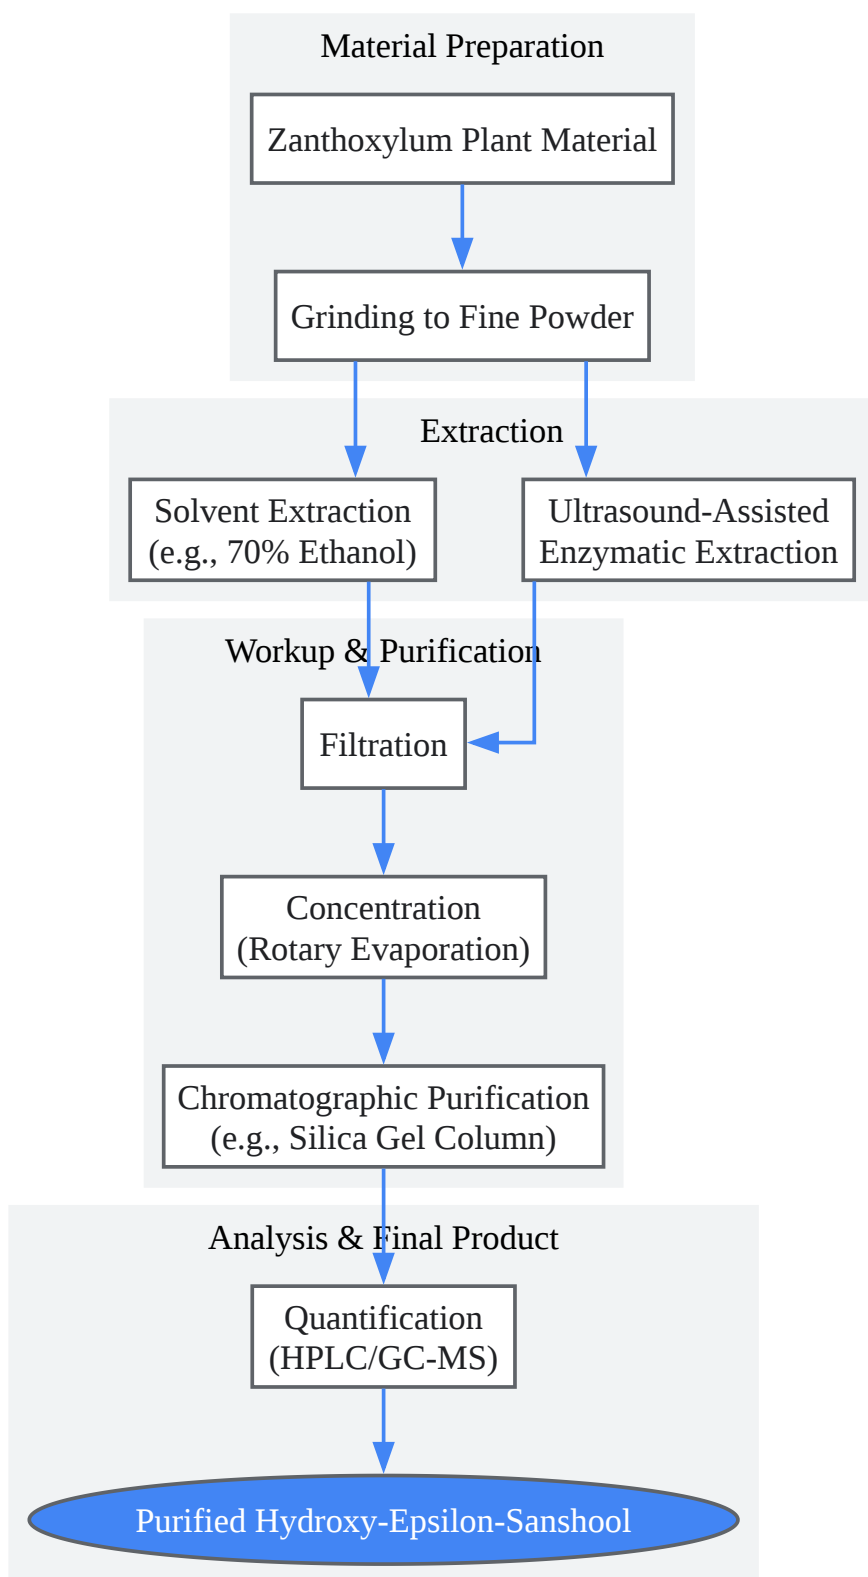 Material Preparation
Zanthoxylum Plant Material
Grinding to Fine Powder
Extraction
Solvent Extraction
(e.g., 70% Ethanol)
Ultrasound-Assisted
Enzymatic Extraction
Workup & Purification
Filtration
Concentration
(Rotary Evaporation)
Chromatographic Purification
(e.g., Silica Gel Column)
Analysis & Final Product
Quantification
(HPLC/GC-MS)
Purified Hydroxy-Epsilon-Sanshool